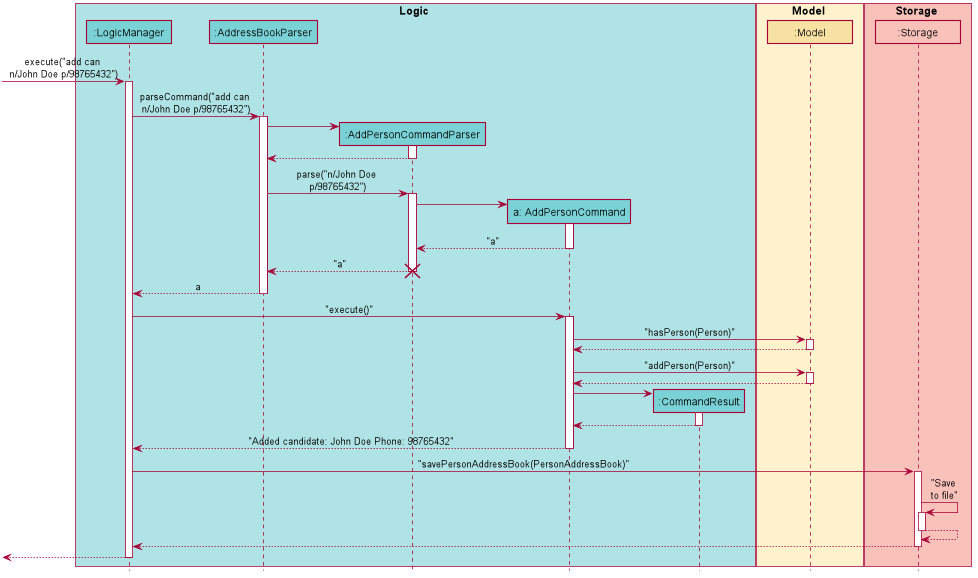 Logic
Model
Storage
:LogicManager
:AddressBookParser
:Model
:Storage
execute("add can
n/John Doe p/98765432")
parseCommand("add can
n/John Doe p/98765432")
:AddPersonCommandParser
parse("n/John Doe
p/98765432")
a: AddPersonCommand
"a"
"a"
a
"execute()"
"hasPerson(Person)"
"addPerson(Person)"
:CommandResult
"Added candidate: John Doe Phone: 98765432"
"savePersonAddressBook(PersonAddressBook)"
"Save
to file"